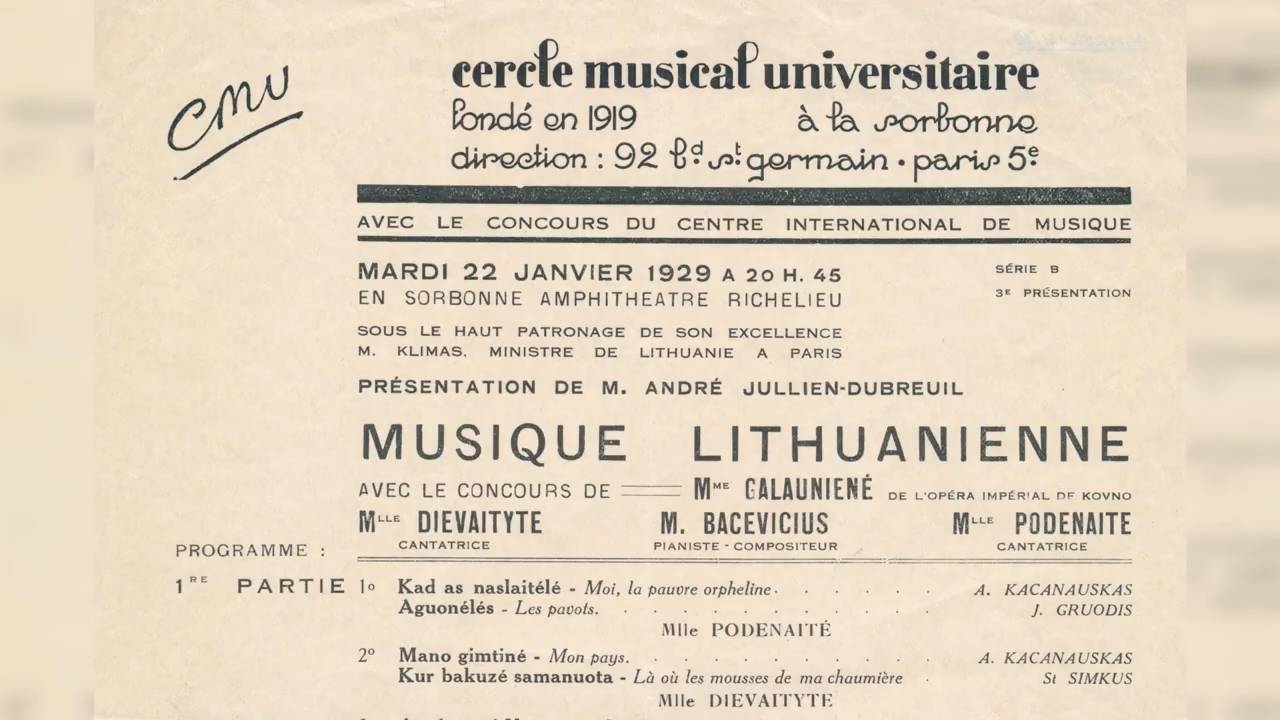 cmu
cercle musical universitaire
fondé en 1919 à la sorbonne
direction : 92 bd st germain • paris 5e
AVEC LE CONCOURS DU CENTRE INTERNATIONAL DE MUSIQUE
MARDI 22 JANVIER 1929 A 20 H. 45
SÉRIE B
EN SORBONNE AMPHITHEATRE RICHELIEU
3E PRÉSENTATION
SOUS LE HAUT PATRONAGE DE SON EXCELLENCE
M. KLIMAS. MINISTRE DE LITHUANIE A PARIS
PRÉSENTATION DE M. ANDRÉ JULLIEN-DUBREUIL
MUSIQUE LITHUANIENNE
AVEC LE CONCOURS DE MME GALAUNIENÉ DE L'OPÉRA IMPÉRIAL DE KOVNO
MLLE DIEVAITYTE M. BACEVICIUS MLLE PODENAITE
CANTATRICE PIANISTE - COMPOSITEUR CANTATRICE
PROGRAMME :
1RE PARTIE 1o Kad as naslaitélé - Moi, la pauvre orpheline . . . . . . A. KACANAUSKAS
Aguonélés - Les pavots. . . . . . . . . . . J. GRUODIS
Mlle PODENAITÉ
2o Mano gimtiné - Mon pays. . . . . . . . . . A. KACANAUSKAS
Kur bakuzé samanuota - Là où les mousses de ma chaumière . St SIMKUS
Mlle DIEVAITYTE